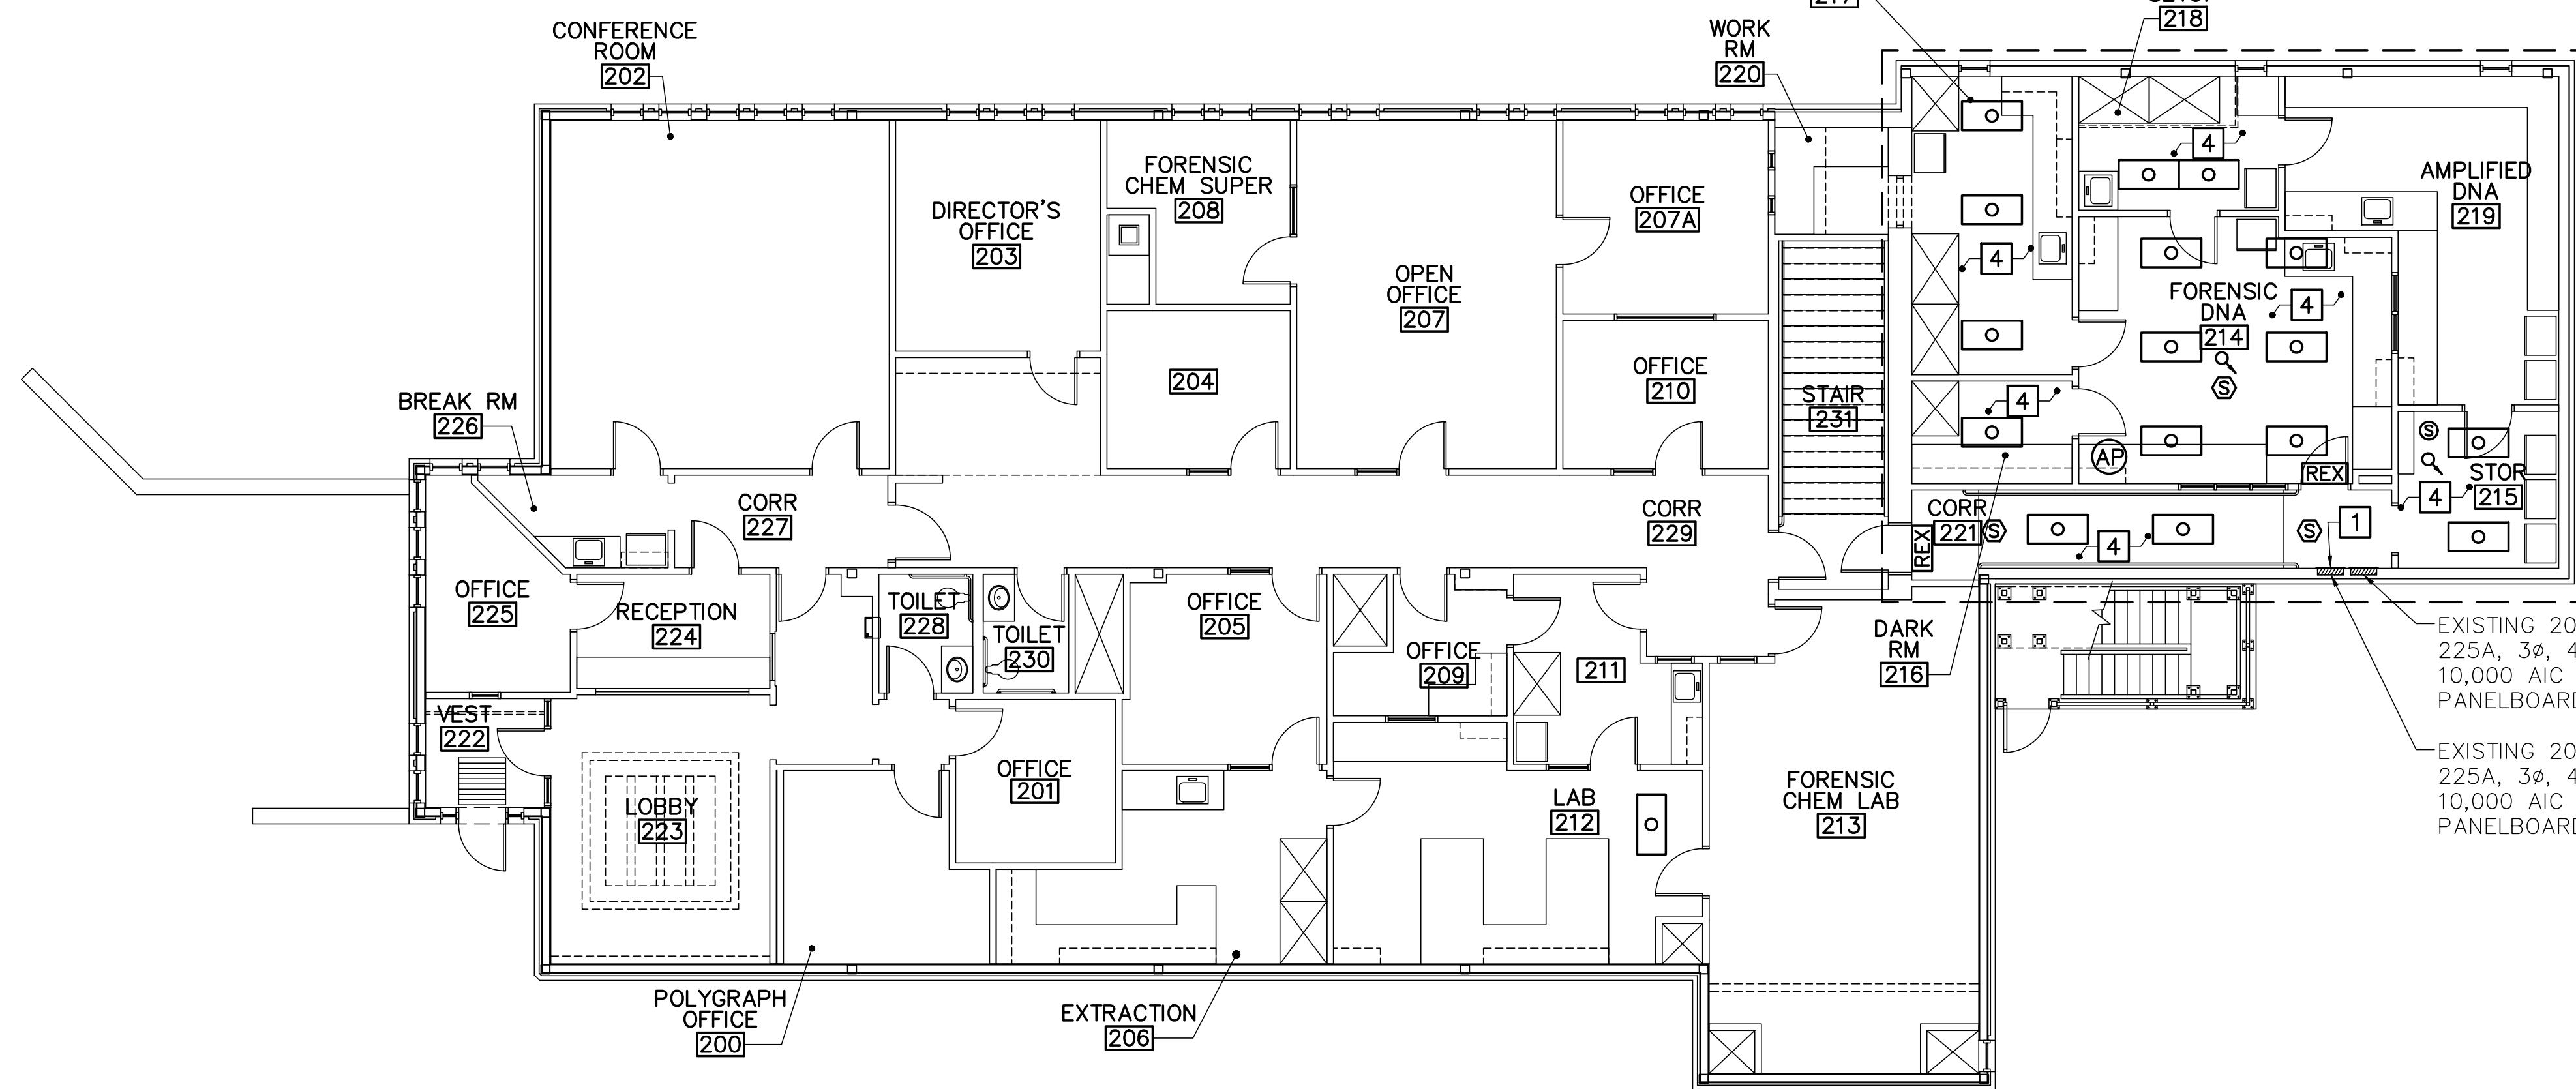 CONFERENCE
ROOM
202
WORK
RM
220
217
218
FORENSIC
CHEM SUPER
208
DIRECTOR'S
OFFICE
203
OFFICE
207A
OPEN
OFFICE
207
4
4
AMPLIFIED
DNA
219
FORENSIC
DNA
214
4
S
204
OFFICE
210
STAIR
231
4
BREAK RM
226
AP
S
REX
STOR
215
4
CORR
227
CORR
229
CORR
221
S
REX
4
S
1
OFFICE
225
RECEPTION
224
TOILET
228
TOILET
230
OFFICE
205
OFFICE
209
211
DARK
RM
216
EXISTING 20
225A, 3ø, 4
10,000 AIC
PANELBOARD
EXISTING 20
225A, 3ø, 4
10,000 AIC
PANELBOARD
VEST
222
LOBBY
223
OFFICE
201
LAB
212
FORENSIC
CHEM LAB
213
POLYGRAPH
OFFICE
200
EXTRACTION
206